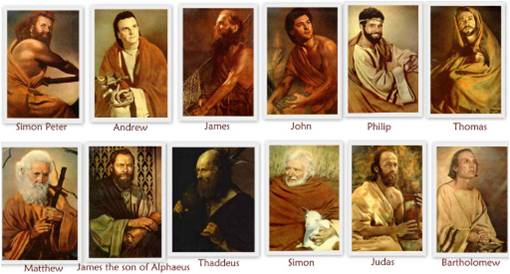 Simon Peter Andrew James John Philip Thomas
Matthew James the son of Alphaeus Thaddeus Simon Judas Bartholomew